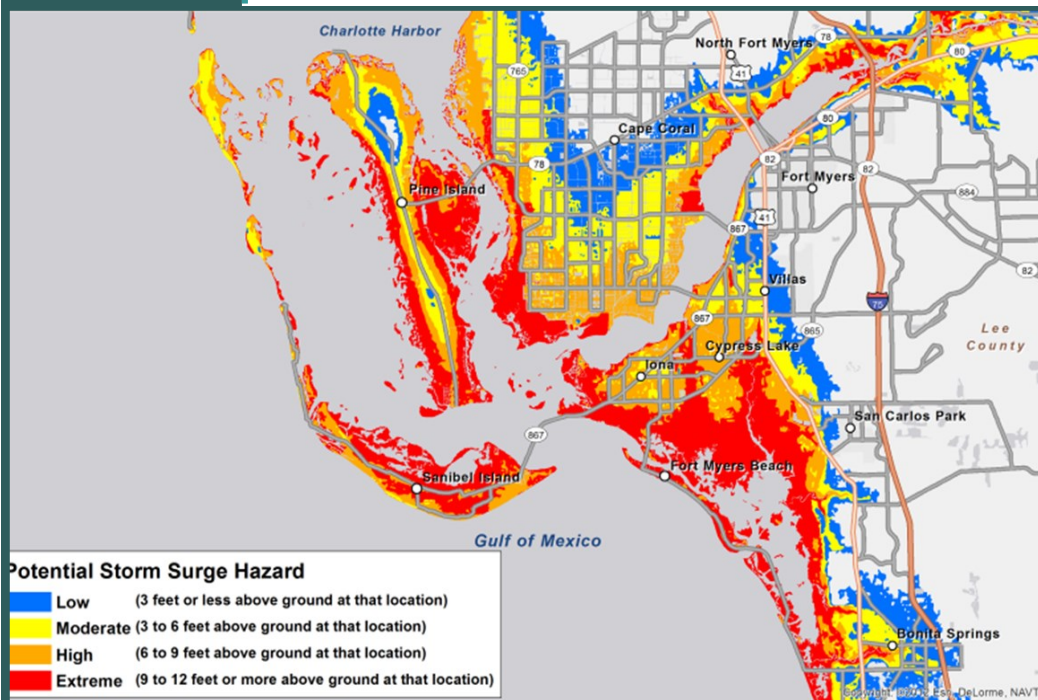 Charlotte Harbor
North Fort Myers
78
80
41
765
Cape Coral
80
78
82
Pine Island
Fort Myers
82
884
41
867
82
Villas
75
867
865
Lee
County
Cypress Lake
Iona
San Carlos Park
867
Fort Myers Beach
Sanibel Island
Gulf of Mexico
Potential Storm Surge Hazard
Low (3 feet or less above ground at that location)
Moderate (3 to 6 feet above ground at that location)
High (6 to 9 feet above ground at that location)
Extreme (9 to 12 feet or more above ground at that location)
Bonita Springs
Esri, DeLorme, NAVT